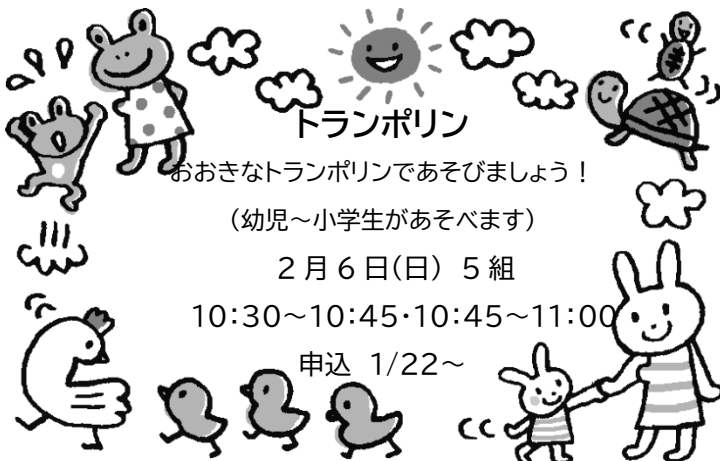 トランポリン
おおきなトランポリンであそびましょう！
（幼児～小学生があそべます）
２月６日（日） ５組
10：30～10：45・10：45～11：00
申込 1/22～